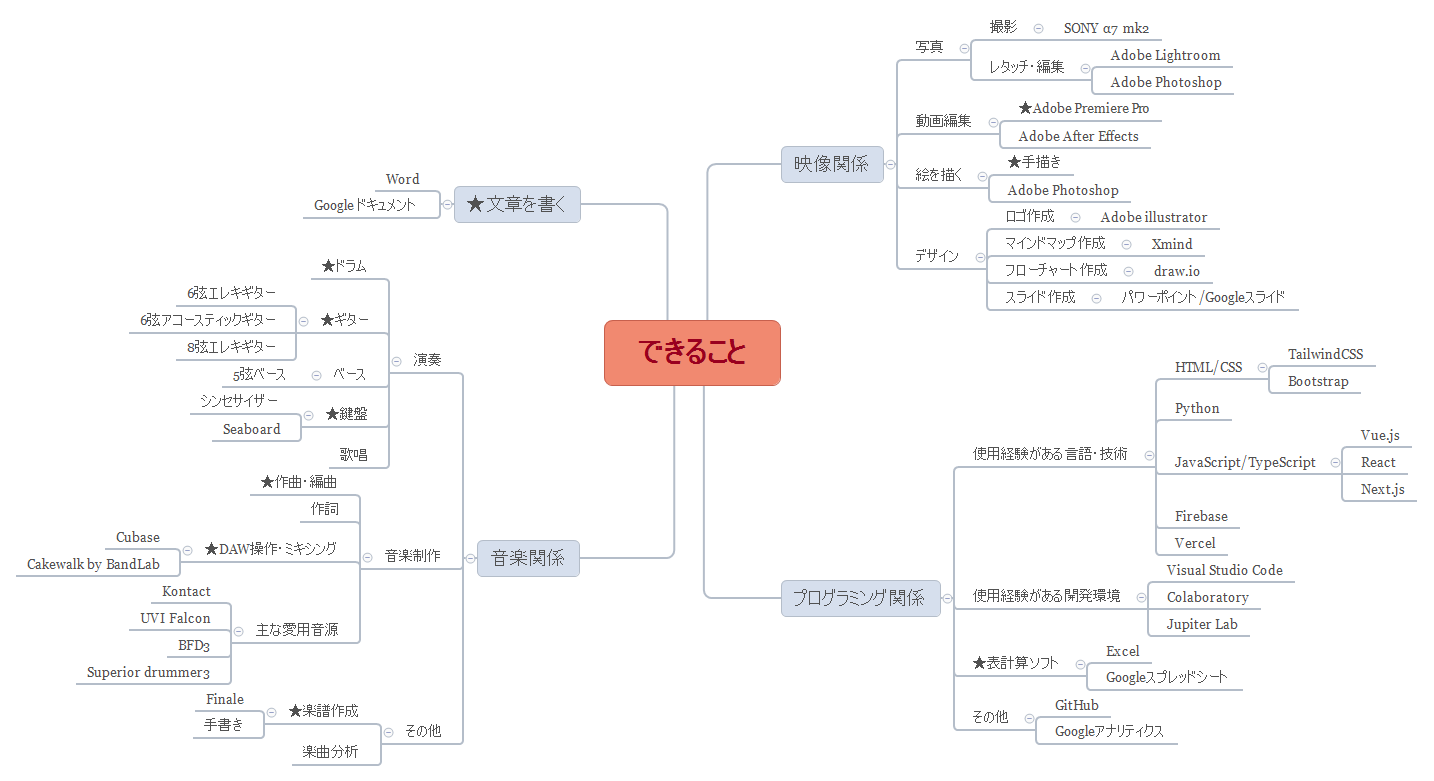 できること
映像関係
写真
撮影
SONY α7 mk2
レタッチ・編集
Adobe Lightroom
Adobe Photoshop
動画編集
★Adobe Premiere Pro
Adobe After Effects
絵を描く
★手描き
Adobe Photoshop
デザイン
ロゴ作成
Adobe illustrator
マインドマップ作成
Xmind
フローチャート作成
draw.io
スライド作成
パワーポイント/Googleスライド
プログラミング関係
使用経験がある言語・技術
HTML/CSS
TailwindCSS
Bootstrap
Python
JavaScript/TypeScript
Vue.js
React
Next.js
Firebase
Vercel
使用経験がある開発環境
Visual Studio Code
Colaboratory
Jupiter Lab
★表計算ソフト
Excel
Googleスプレッドシート
その他
GitHub
Googleアナリティクス
★文章を書く
Word
Googleドキュメント
音楽関係
演奏
★ドラム
★ギター
6弦エレキギター
6弦アコースティックギター
8弦エレキギター
ベース
5弦ベース
★鍵盤
シンセサイザー
Seaboard
歌唱
音楽制作
★作曲・編曲
作詞
★DAW操作・ミキシング
Cubase
Cakewalk by BandLab
主な愛用音源
Kontact
UVI Falcon
BFD3
Superior drummer3
その他
★楽譜作成
Finale
手書き
楽曲分析